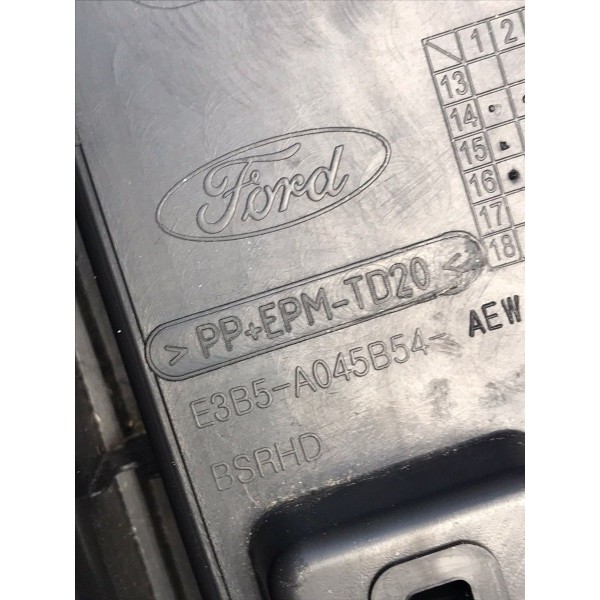 Ford
> PP+EPM-TD20 <
E3B5-A045B54- AEW
BSRHD
1 2
13
14
15
16
17
18